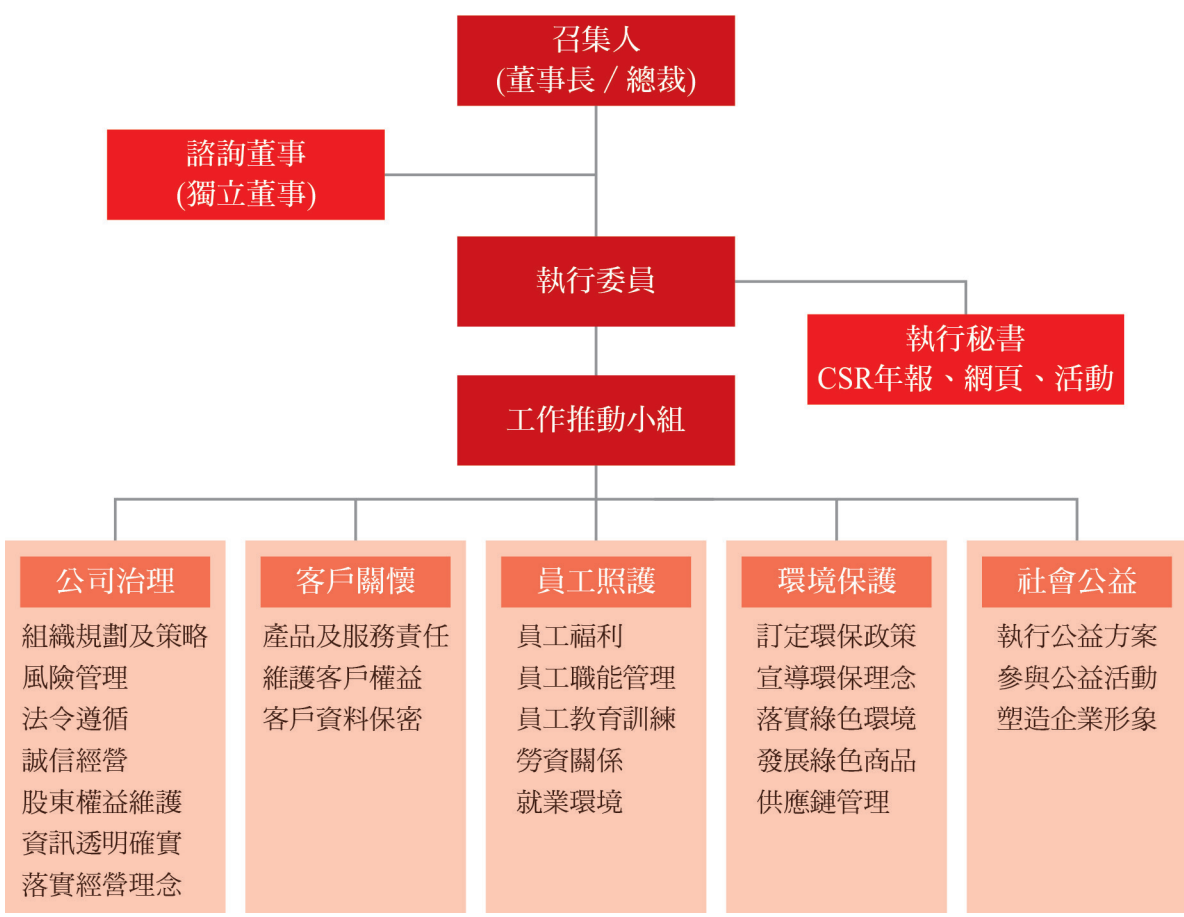 召集人
(董事長／總裁)
諮詢董事
(獨立董事)
執行委員
執行秘書
CSR年報、網頁、活動
工作推動小組
公司治理
組織規劃及策略
風險管理
法令遵循
誠信經營
股東權益維護
資訊透明確實
落實經營理念
客戶關懷
產品及服務責任
維護客戶權益
客戶資料保密
員工照護
員工福利
員工職能管理
員工教育訓練
勞資關係
就業環境
環境保護
訂定環保政策
宣導環保理念
落實綠色環境
發展綠色商品
供應鏈管理
社會公益
執行公益方案
參與公益活動
塑造企業形象